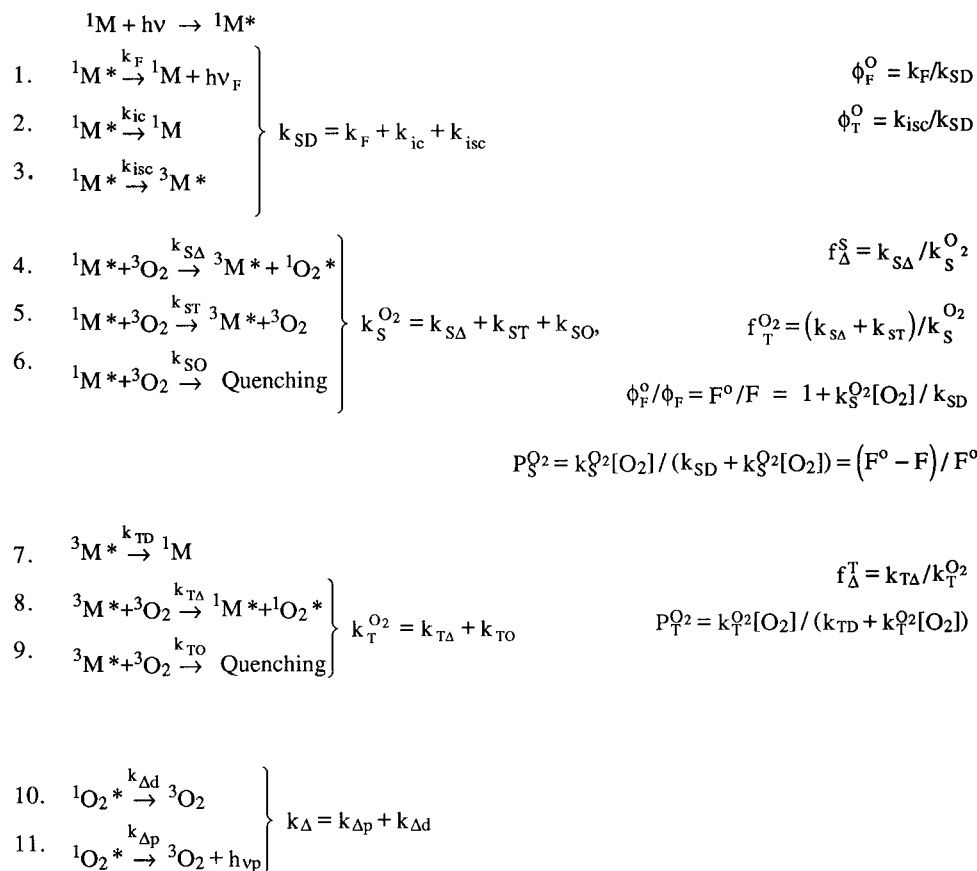 ¹M + hν → ¹M*
1. ¹M* →(k_F) ¹M + hν_F
2. ¹M* →(k_ic) ¹M
3. ¹M* →(k_isc) ³M*
k_SD = k_F + k_ic + k_isc
ϕ_F^O = k_F/k_SD
ϕ_T^O = k_isc/k_SD
4. ¹M*+³O₂ →(k_SΔ) ³M* + ¹O₂*
5. ¹M*+³O₂ →(k_ST) ³M*+³O₂
6. ¹M*+³O₂ →(k_SO) Quenching
k_S^O₂ = k_SΔ + k_ST + k_SO,
f_Δ^S = k_SΔ/k_S^O₂
f_T^O₂ = (k_SΔ + k_ST)/k_S^O₂
ϕ_F^o/ϕ_F = F^o/F = 1 + k_S^O₂[O₂]/k_SD
P_S^O₂ = k_S^O₂[O₂]/(k_SD + k_S^O₂[O₂]) = (F^o − F)/F^o
7. ³M* →(k_TD) ¹M
8. ³M*+³O₂ →(k_TΔ) ¹M*+¹O₂*
9. ³M*+³O₂ →(k_TO) Quenching
k_T^O₂ = k_TΔ + k_TO
f_Δ^T = k_TΔ/k_T^O₂
P_T^O₂ = k_T^O₂[O₂]/(k_TD + k_T^O₂[O₂])
10. ¹O₂* →(k_Δd) ³O₂
11. ¹O₂* →(k_Δp) ³O₂ + h_νp
k_Δ = k_Δp + k_Δd